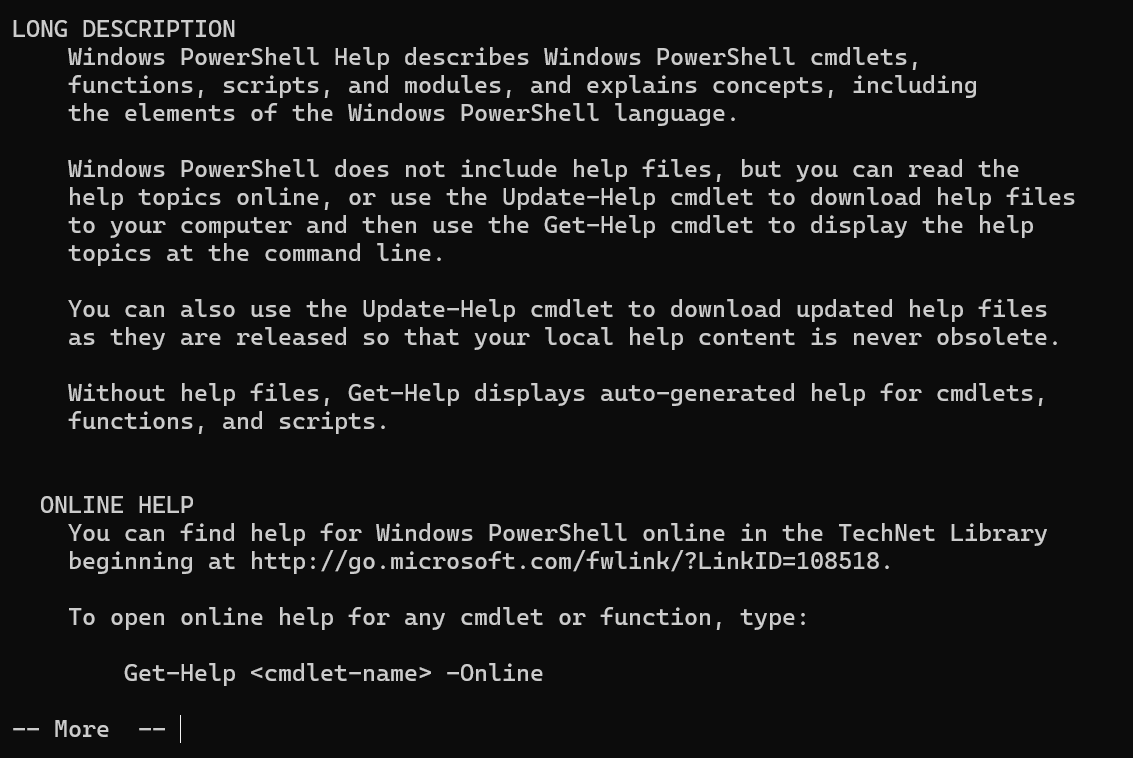 LONG DESCRIPTION
Windows PowerShell Help describes Windows PowerShell cmdlets,
functions, scripts, and modules, and explains concepts, including
the elements of the Windows PowerShell language.
Windows PowerShell does not include help files, but you can read the
help topics online, or use the Update-Help cmdlet to download help files
to your computer and then use the Get-Help cmdlet to display the help
topics at the command line.
You can also use the Update-Help cmdlet to download updated help files
as they are released so that your local help content is never obsolete.
Without help files, Get-Help displays auto-generated help for cmdlets,
functions, and scripts.
ONLINE HELP
You can find help for Windows PowerShell online in the TechNet Library
beginning at http://go.microsoft.com/fwlink/?LinkID=108518.
To open online help for any cmdlet or function, type:
Get-Help <cmdlet-name> -Online
-- More  --